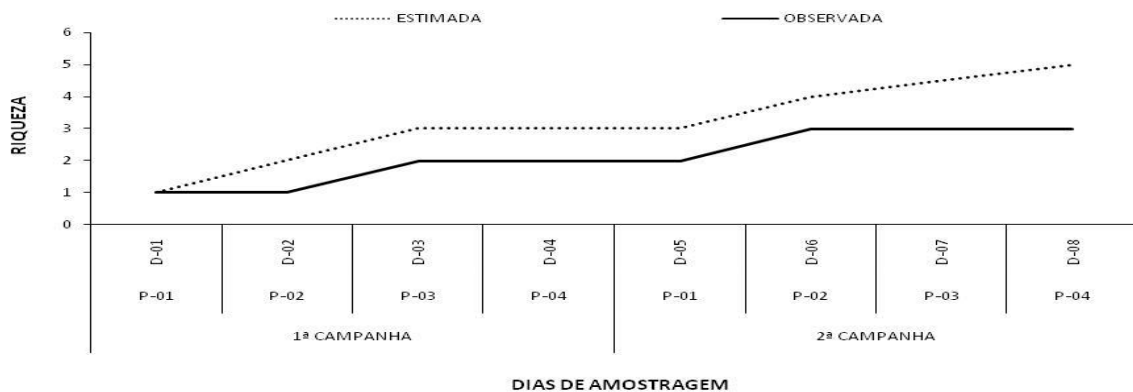 ESTIMADA OBSERVADA
6
5
4
3
2
1
0
RIQUEZA
D-01 D-02 D-03 D-04 D-05 D-06 D-07 D-08
P-01 P-02 P-03 P-04 P-01 P-02 P-03 P-04
1ª CAMPANHA 2ª CAMPANHA
DIAS DE AMOSTRAGEM